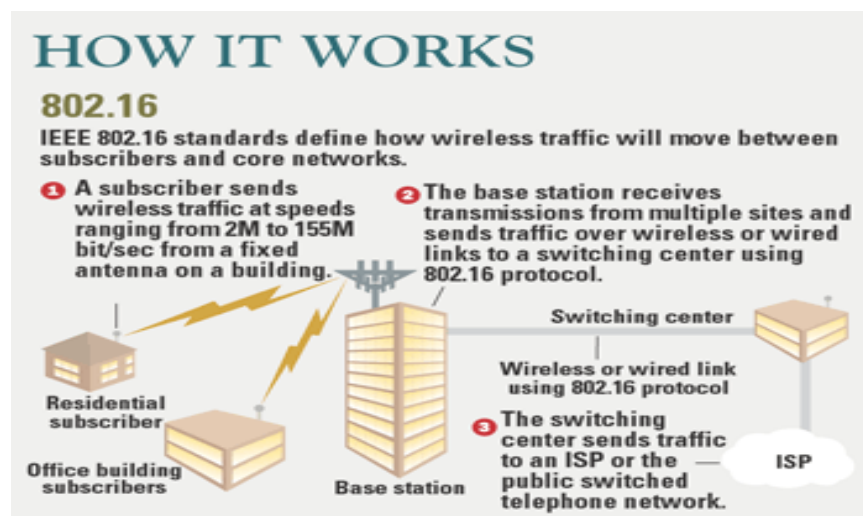 HOW IT WORKS
802.16
IEEE 802.16 standards define how wireless traffic will move between
subscribers and core networks.
1 A subscriber sends
wireless traffic at speeds
ranging from 2M to 155M
bit/sec from a fixed
antenna on a building.
2 The base station receives
transmissions from multiple sites and
sends traffic over wireless or wired
links to a switching center using
802.16 protocol.
Switching center
Wireless or wired link
using 802.16 protocol
Residential
subscriber
Office building
subscribers
Base station
3 The switching
center sends traffic
to an ISP or the
public switched
telephone network.
ISP